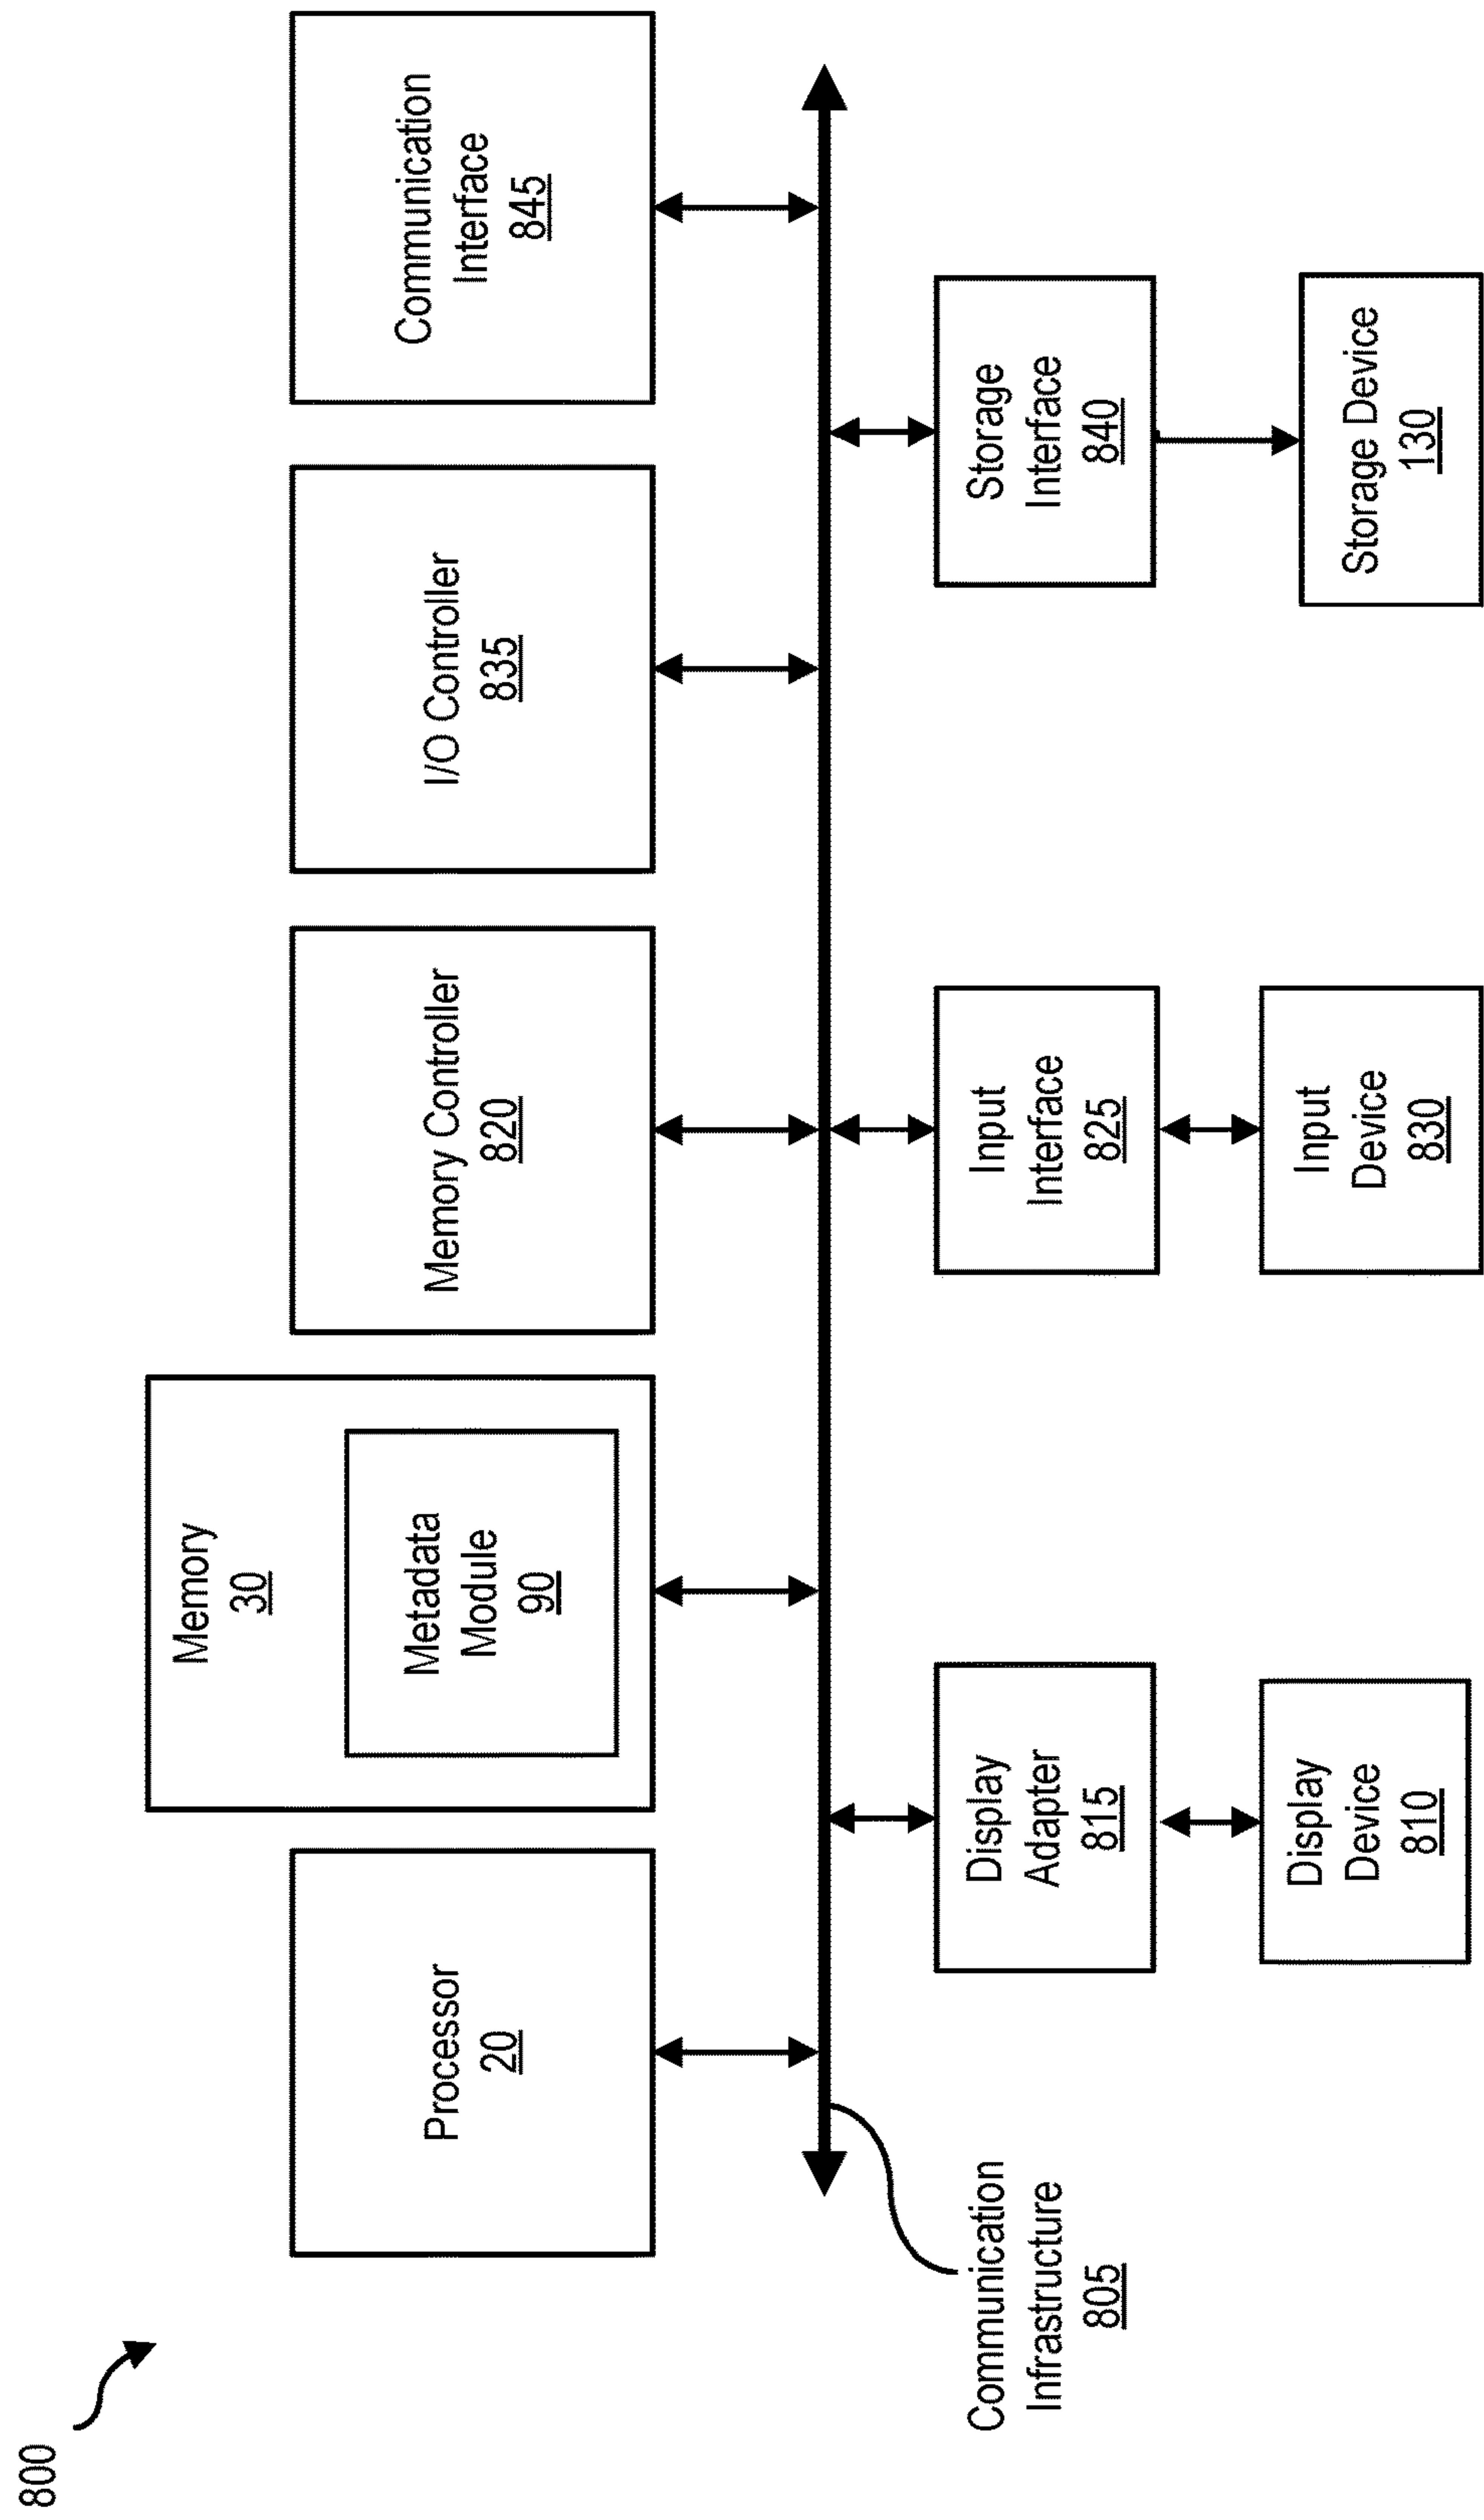 800
Processor
20
Memory
30
Metadata
Module
90
Memory Controller
820
I/O Controller
835
Communication
Interface
845
Communication
Infrastructure
805
Display
Adapter
815
Input
Interface
825
Storage
Interface
840
Display
Device
810
Input
Device
830
Storage Device
130